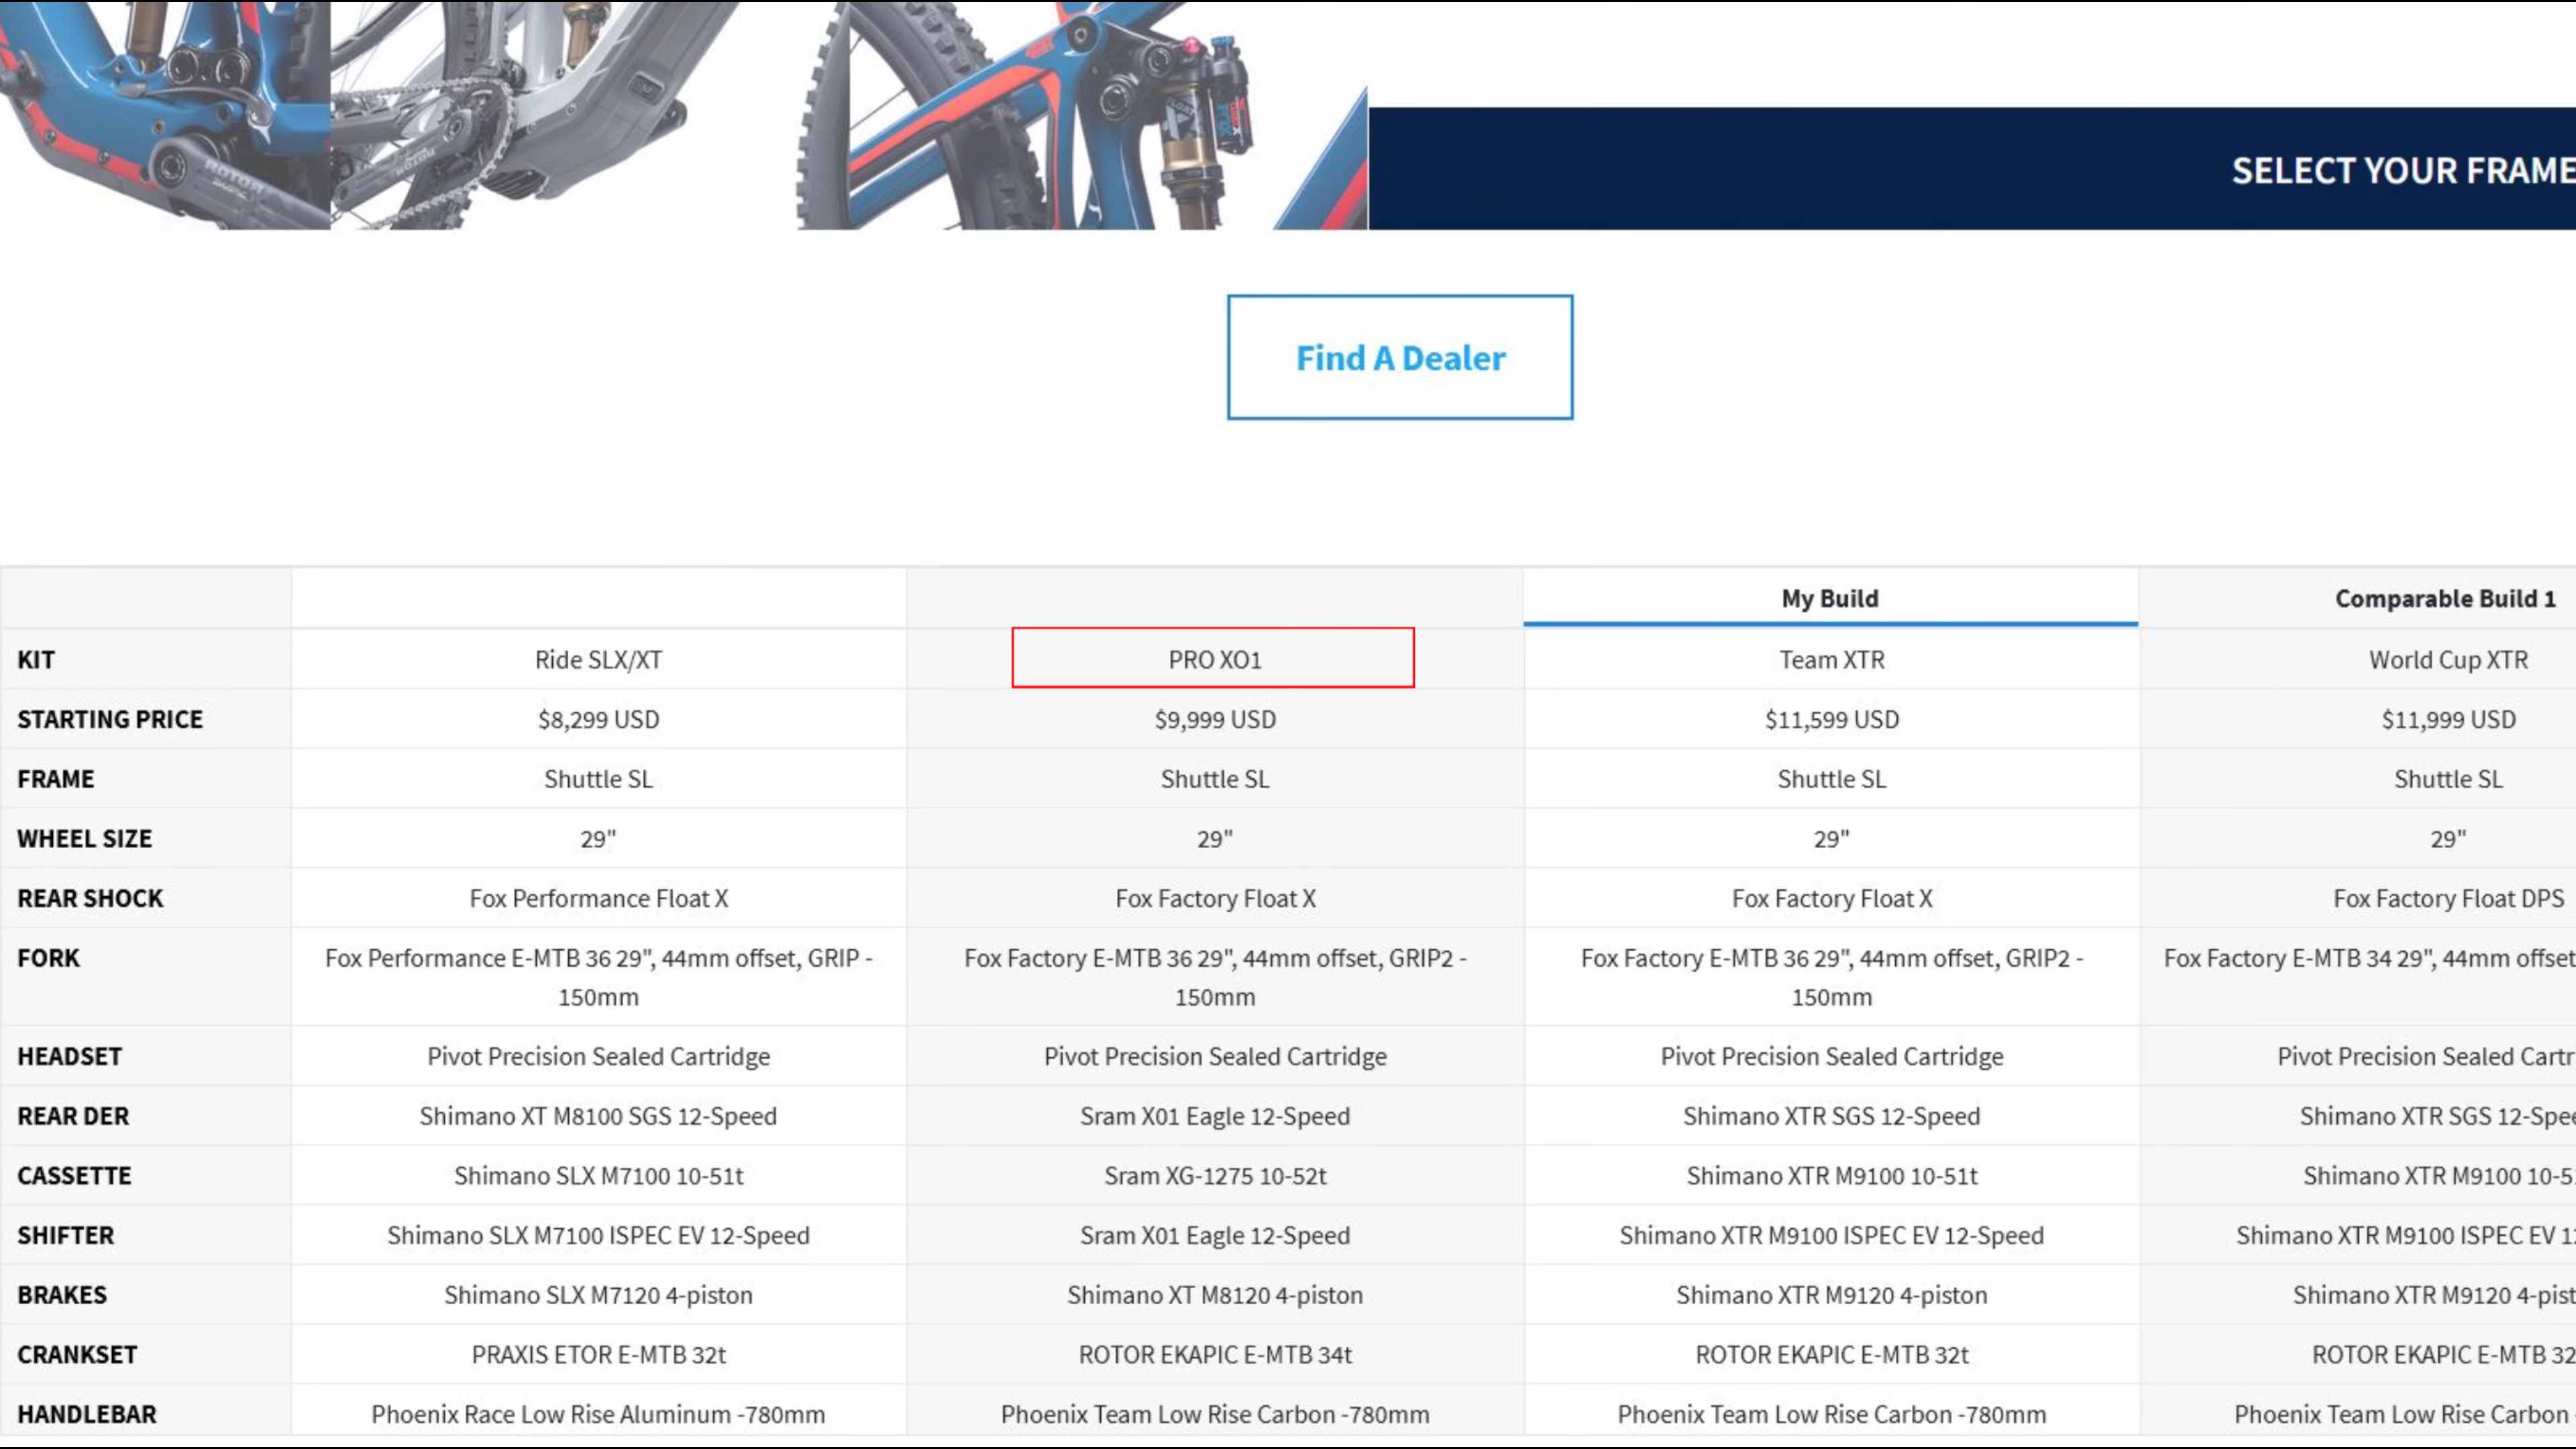 ROTOR
SELECT YOUR FRAME
Find A Dealer
My Build Comparable Build 1
KIT Ride SLX/XT PRO XO1 Team XTR World Cup XTR
STARTING PRICE $8,299 USD $9,999 USD $11,599 USD $11,999 USD
FRAME Shuttle SL Shuttle SL Shuttle SL Shuttle SL
WHEEL SIZE 29" 29" 29" 29"
REAR SHOCK Fox Performance Float X Fox Factory Float X Fox Factory Float X Fox Factory Float DPS
FORK Fox Performance E-MTB 36 29", 44mm offset, GRIP - Fox Factory E-MTB 36 29", 44mm offset, GRIP2 - Fox Factory E-MTB 36 29", 44mm offset, GRIP2 - Fox Factory E-MTB 34 29", 44mm offset
150mm 150mm 150mm
HEADSET Pivot Precision Sealed Cartridge Pivot Precision Sealed Cartridge Pivot Precision Sealed Cartridge Pivot Precision Sealed Cartr
REAR DER Shimano XT M8100 SGS 12-Speed Sram X01 Eagle 12-Speed Shimano XTR SGS 12-Speed Shimano XTR SGS 12-Spee
CASSETTE Shimano SLX M7100 10-51t Sram XG-1275 10-52t Shimano XTR M9100 10-51t Shimano XTR M9100 10-5
SHIFTER Shimano SLX M7100 ISPEC EV 12-Speed Sram X01 Eagle 12-Speed Shimano XTR M9100 ISPEC EV 12-Speed Shimano XTR M9100 ISPEC EV 1
BRAKES Shimano SLX M7120 4-piston Shimano XT M8120 4-piston Shimano XTR M9120 4-piston Shimano XTR M9120 4-pist
CRANKSET PRAXIS ETOR E-MTB 32t ROTOR EKAPIC E-MTB 34t ROTOR EKAPIC E-MTB 32t ROTOR EKAPIC E-MTB 32
HANDLEBAR Phoenix Race Low Rise Aluminum -780mm Phoenix Team Low Rise Carbon -780mm Phoenix Team Low Rise Carbon -780mm Phoenix Team Low Rise Carbon